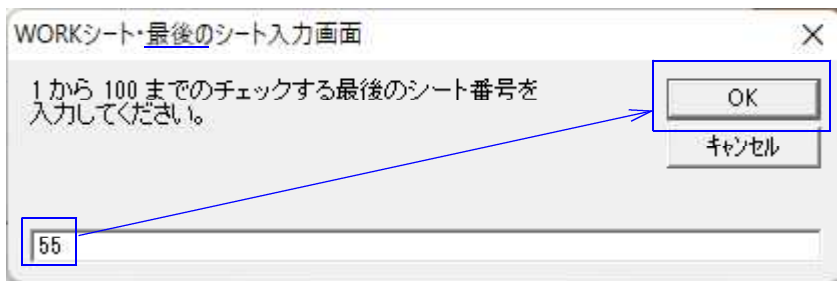 WORKシート・最後のシート入力画面
1 から 100 までのチェックする最後のシート番号を
入力してください。
OK
キャンセル
55